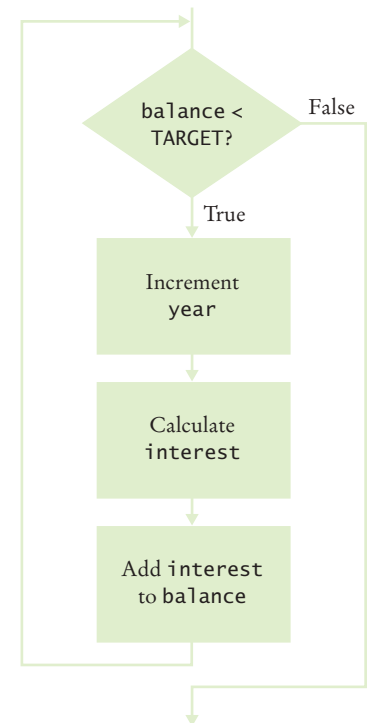 balance <
TARGET?
False
True
Increment
year
Calculate
interest
Add interest
to balance